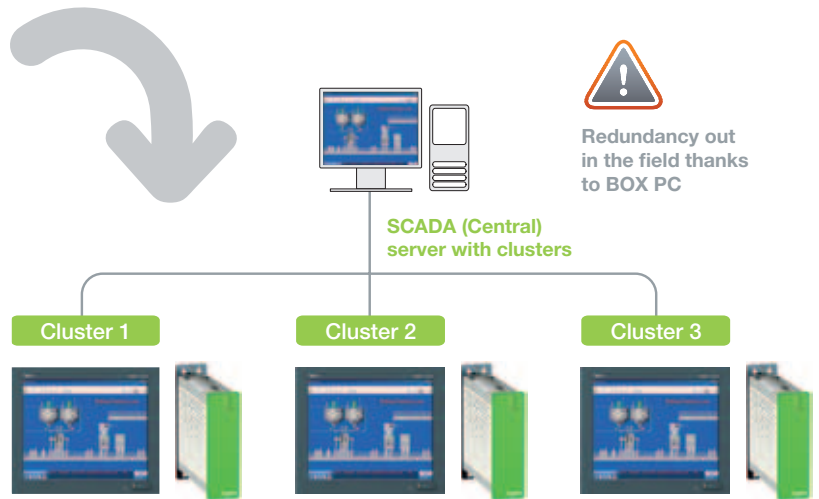 Redundancy out
in the field thanks
to BOX PC
SCADA (Central)
server with clusters
Cluster 1
Cluster 2
Cluster 3